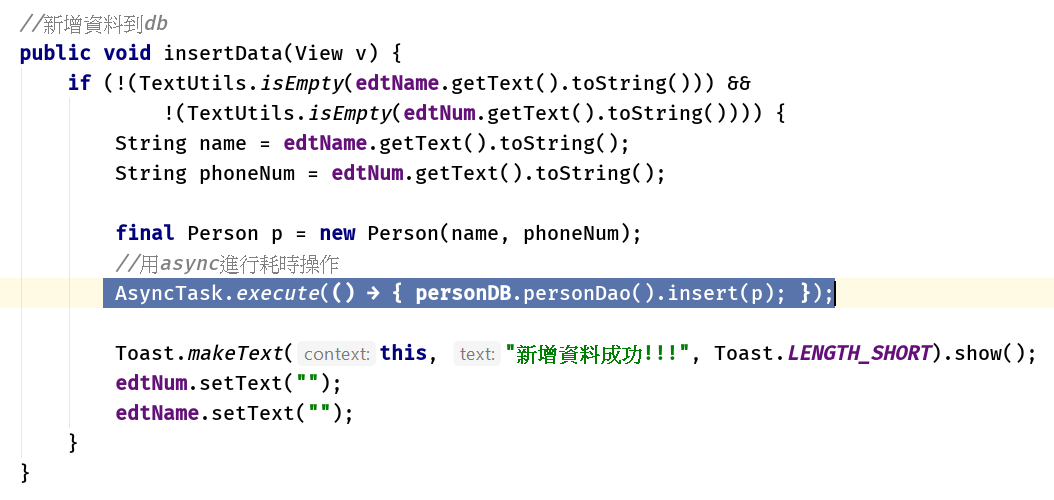 //新增資料到db
public void insertData(View v) {
if (!(TextUtils.isEmpty(edtName.getText().toString())) &&
!(TextUtils.isEmpty(edtNum.getText().toString()))) {
String name = edtName.getText().toString();
String phoneNum = edtNum.getText().toString();
final Person p = new Person(name, phoneNum);
//用async進行耗時操作
AsyncTask.execute(() → { personDB.personDao().insert(p); });
Toast.makeText( context: this, text: "新增資料成功!!!", Toast.LENGTH_SHORT).show();
edtNum.setText("");
edtName.setText("");
}
}